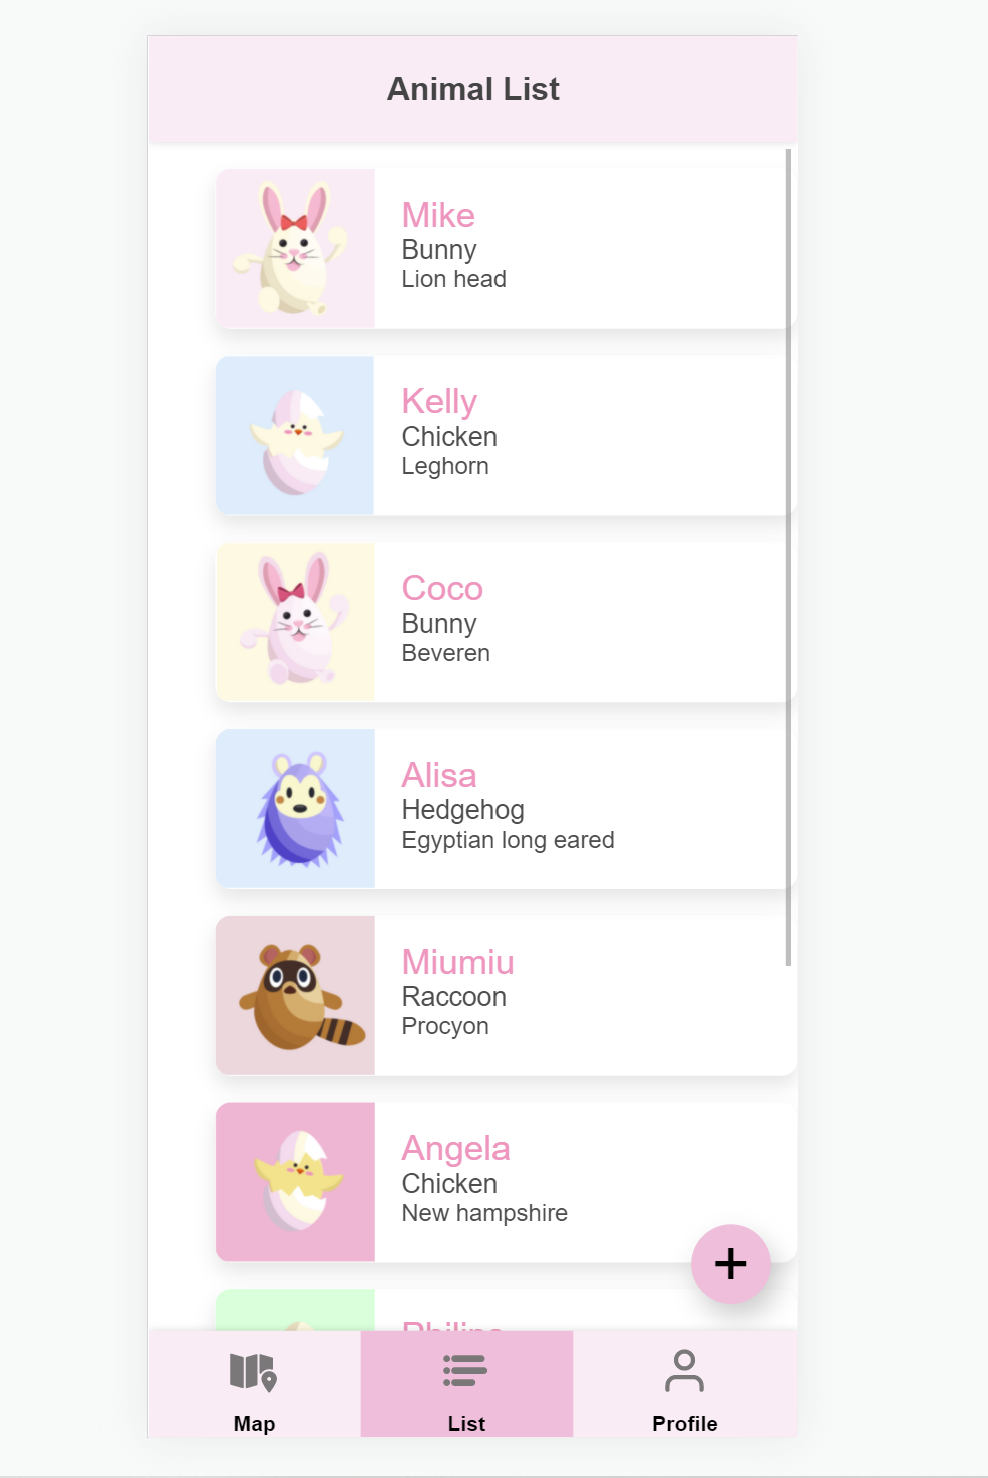 Animal List
Mike
Bunny
Lion head
Kelly
Chicken
Leghorn
Coco
Bunny
Beveren
Alisa
Hedgehog
Egyptian long eared
Miumiu
Raccoon
Procyon
Angela
Chicken
New hampshire
Map
List
Profile